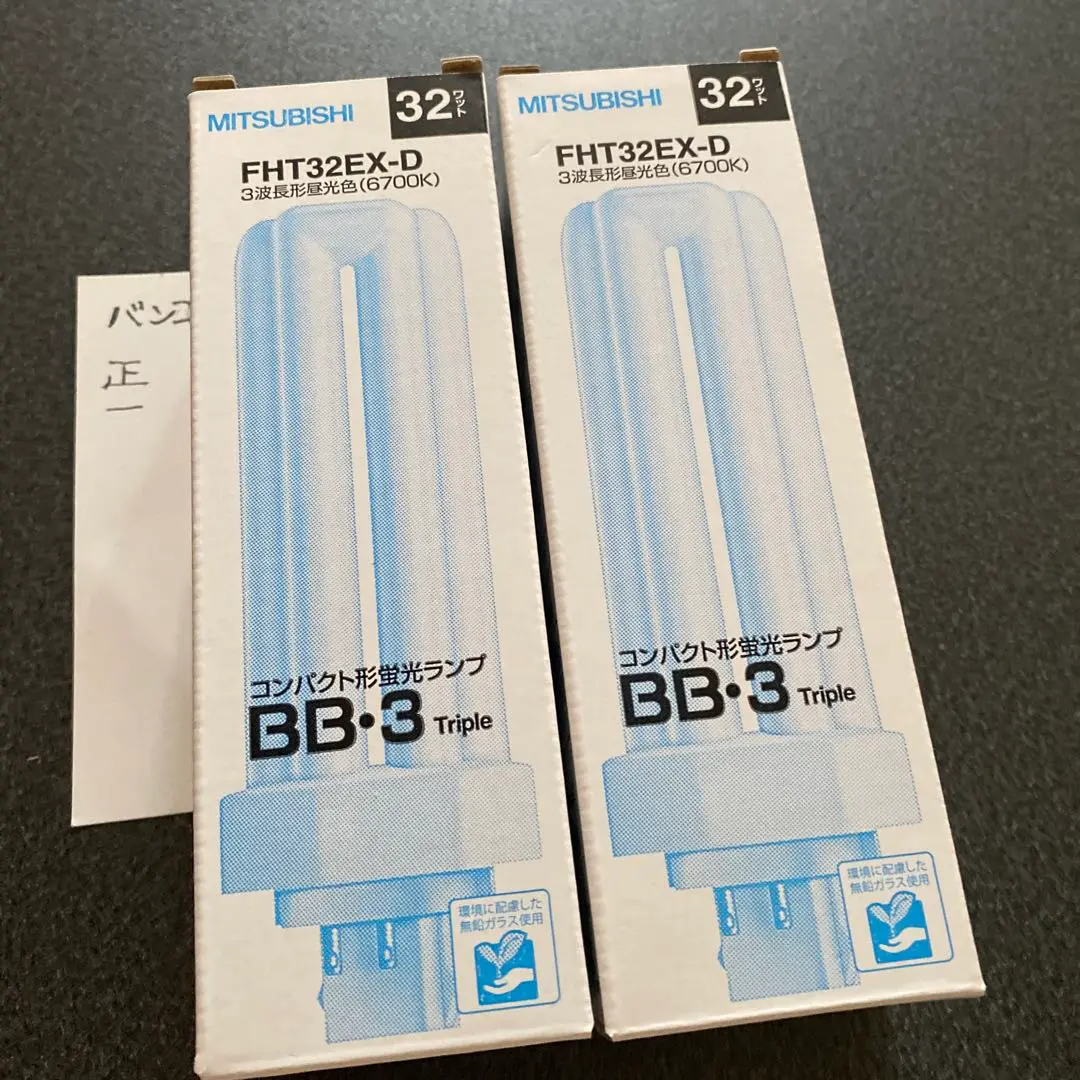 バンコ
正
一
MITSUBISHI
32ワット
FHT32EX-D
3波長形昼光色(6700K)
コンパクト形蛍光ランプ
BB・3 Triple
環境に配慮した
無鉛ガラス使用
MITSUBISHI
32ワット
FHT32EX-D
3波長形昼光色(6700K)
コンパクト形蛍光ランプ
BB・3 Triple
環境に配慮した
無鉛ガラス使用